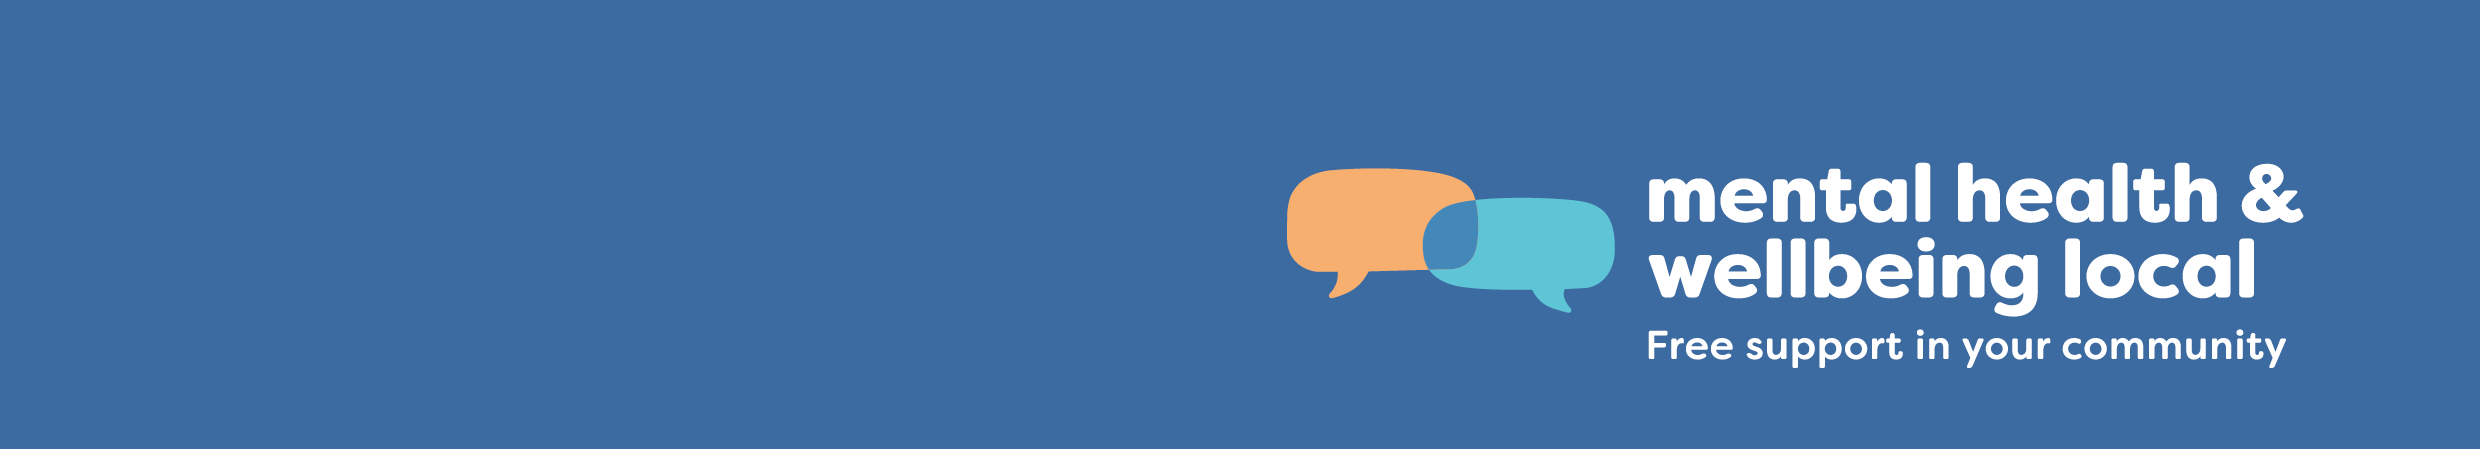 mental health &
wellbeing local
Free support in your community